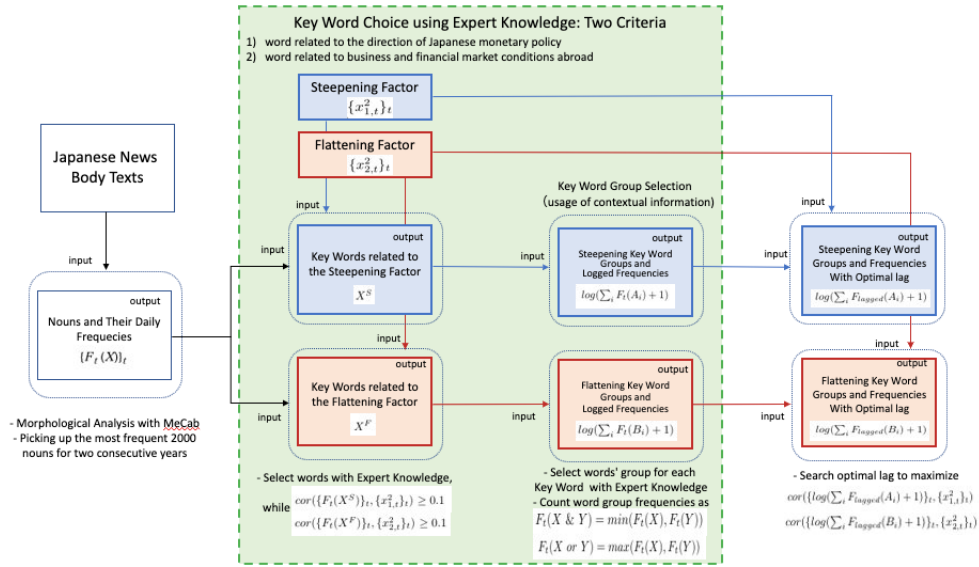 Key Word Choice using Expert Knowledge: Two Criteria
1) word related to the direction of Japanese monetary policy
2) word related to business and financial market conditions abroad
Steepening Factor
{x²₁,ₜ}ₜ
Flattening Factor
{x²₂,ₜ}ₜ
Japanese News
Body Texts
input
output
Nouns and Their Daily
Frequecies
{Fₜ(X)}ₜ
- Morphological Analysis with MeCab
- Picking up the most frequent 2000
nouns for two consecutive years
input
input
output
Key Words related to
the Steepening Factor
X^S
input
input
output
Key Words related to
the Flattening Factor
X^F
- Select words with Expert Knowledge,
while cor({Fₜ(X^S)}ₜ, {x²₁,ₜ}ₜ) ≥ 0.1
cor({Fₜ(X^F)}ₜ, {x²₂,ₜ}ₜ) ≥ 0.1
Key Word Group Selection
(usage of contextual information)
input
output
Steepening Key Word
Groups and
Logged Frequencies
log(∑ᵢ Fₜ(Aᵢ) + 1)
input
output
Flattening Key Word
Groups and
Logged Frequencies
log(∑ᵢ Fₜ(Bᵢ) + 1)
- Select words' group for each
Key Word with Expert Knowledge
- Count word group frequencies as
Fₜ(X & Y) = min(Fₜ(X), Fₜ(Y))
Fₜ(X or Y) = max(Fₜ(X), Fₜ(Y))
input
input
output
Steepening Key Word
Groups and Frequencies
With Optimal lag
log(∑ᵢ F_lagged(Aᵢ) + 1)
input
input
output
Flattening Key Word
Groups and Frequencies
With Optimal lag
log(∑ᵢ F_lagged(Bᵢ) + 1)
- Search optimal lag to maximize
cor({log(∑ᵢ F_lagged(Aᵢ) + 1)}ₜ, {x²₁,ₜ}ₜ)
cor({log(∑ᵢ F_lagged(Bᵢ) + 1)}ₜ, {x²₂,ₜ}ₜ)